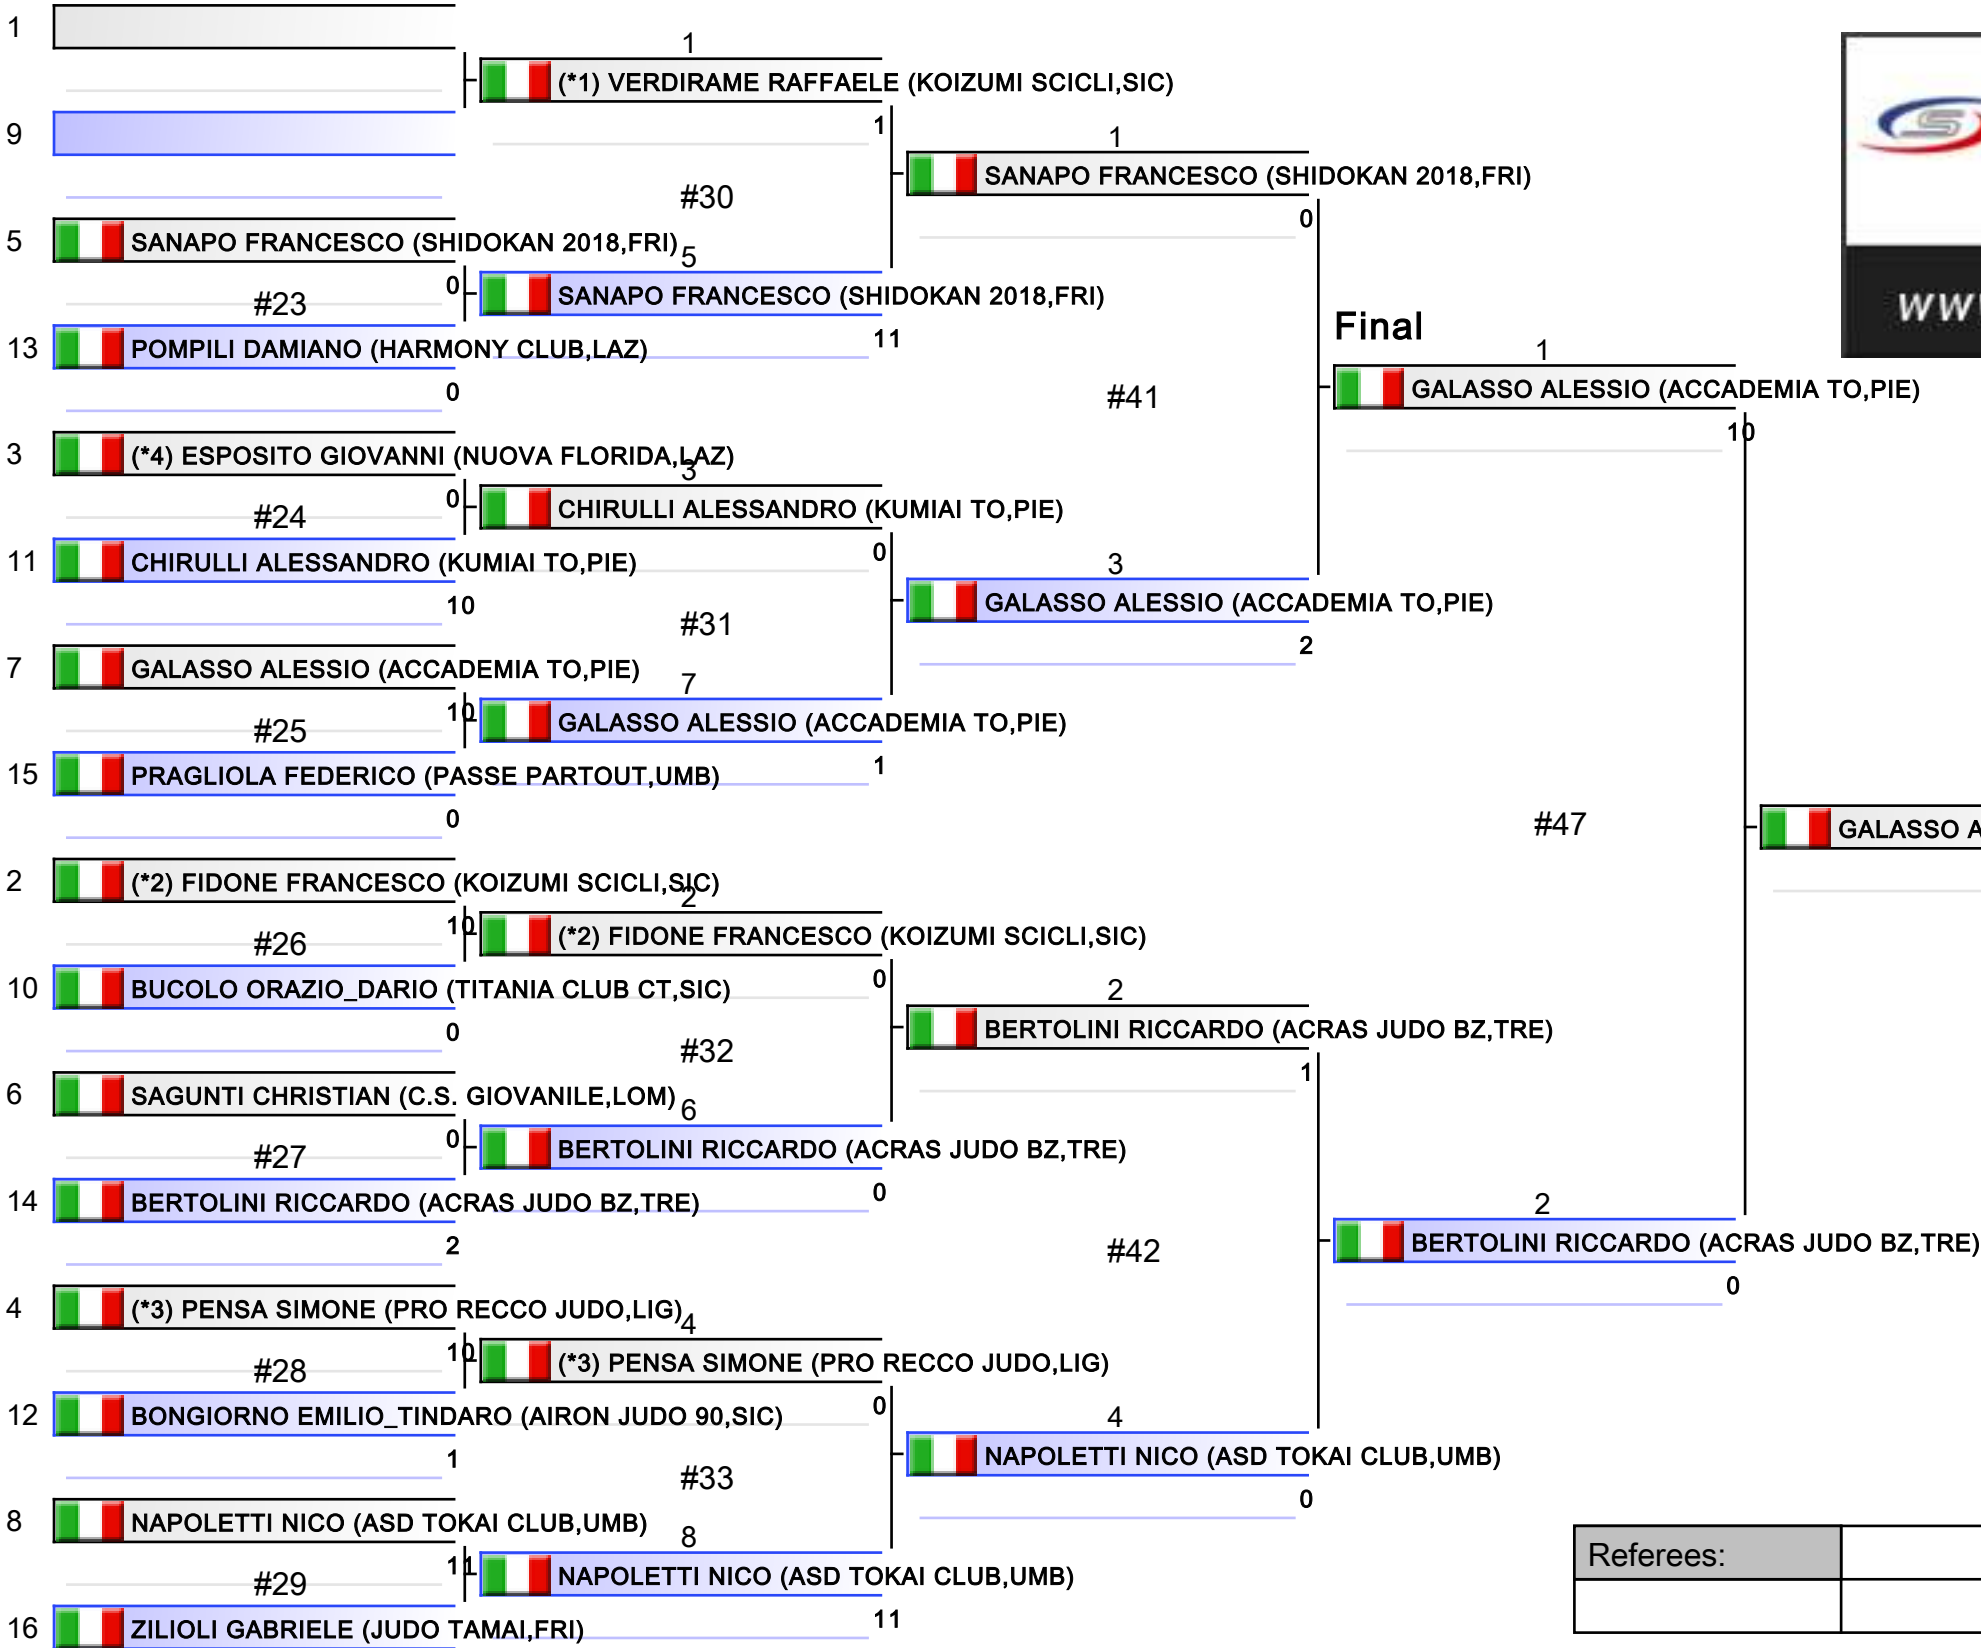 1
1
(*1) VERDIRAME RAFFAELE (KOIZUMI SCICLI,SIC)
1
9
1
SANAPO FRANCESCO (SHIDOKAN 2018,FRI)
#30
0
5
SANAPO FRANCESCO (SHIDOKAN 2018,FRI)
5
0
SANAPO FRANCESCO (SHIDOKAN 2018,FRI)
#23
11
13
POMPILI DAMIANO (HARMONY CLUB,LAZ)
0
Final
1
GALASSO ALESSIO (ACCADEMIA TO,PIE)
#41
10
3
(*4) ESPOSITO GIOVANNI (NUOVA FLORIDA,LAZ)
3
0
CHIRULLI ALESSANDRO (KUMIAI TO,PIE)
#24
0
11
CHIRULLI ALESSANDRO (KUMIAI TO,PIE)
3
GALASSO ALESSIO (ACCADEMIA TO,PIE)
10
#31
2
7
GALASSO ALESSIO (ACCADEMIA TO,PIE)
7
10
GALASSO ALESSIO (ACCADEMIA TO,PIE)
#25
1
15
PRAGLIOLA FEDERICO (PASSE PARTOUT,UMB)
0
#47
GALASSO A
2
(*2) FIDONE FRANCESCO (KOIZUMI SCICLI,SIC)
2
10
(*2) FIDONE FRANCESCO (KOIZUMI SCICLI,SIC)
#26
0
10
BUCOLO ORAZIO_DARIO (TITANIA CLUB CT,SIC)
2
BERTOLINI RICCARDO (ACRAS JUDO BZ,TRE)
0
#32
1
6
SAGUNTI CHRISTIAN (C.S. GIOVANILE,LOM)
6
0
BERTOLINI RICCARDO (ACRAS JUDO BZ,TRE)
#27
0
14
BERTOLINI RICCARDO (ACRAS JUDO BZ,TRE)
2
2
BERTOLINI RICCARDO (ACRAS JUDO BZ,TRE)
#42
0
4
(*3) PENSA SIMONE (PRO RECCO JUDO,LIG)
4
10
(*3) PENSA SIMONE (PRO RECCO JUDO,LIG)
#28
0
12
BONGIORNO EMILIO_TINDARO (AIRON JUDO 90,SIC)
4
NAPOLETTI NICO (ASD TOKAI CLUB,UMB)
1
#33
0
8
NAPOLETTI NICO (ASD TOKAI CLUB,UMB)
8
11
NAPOLETTI NICO (ASD TOKAI CLUB,UMB)
#29
11
16
ZILIOLI GABRIELE (JUDO TAMAI,FRI)
Referees:
S